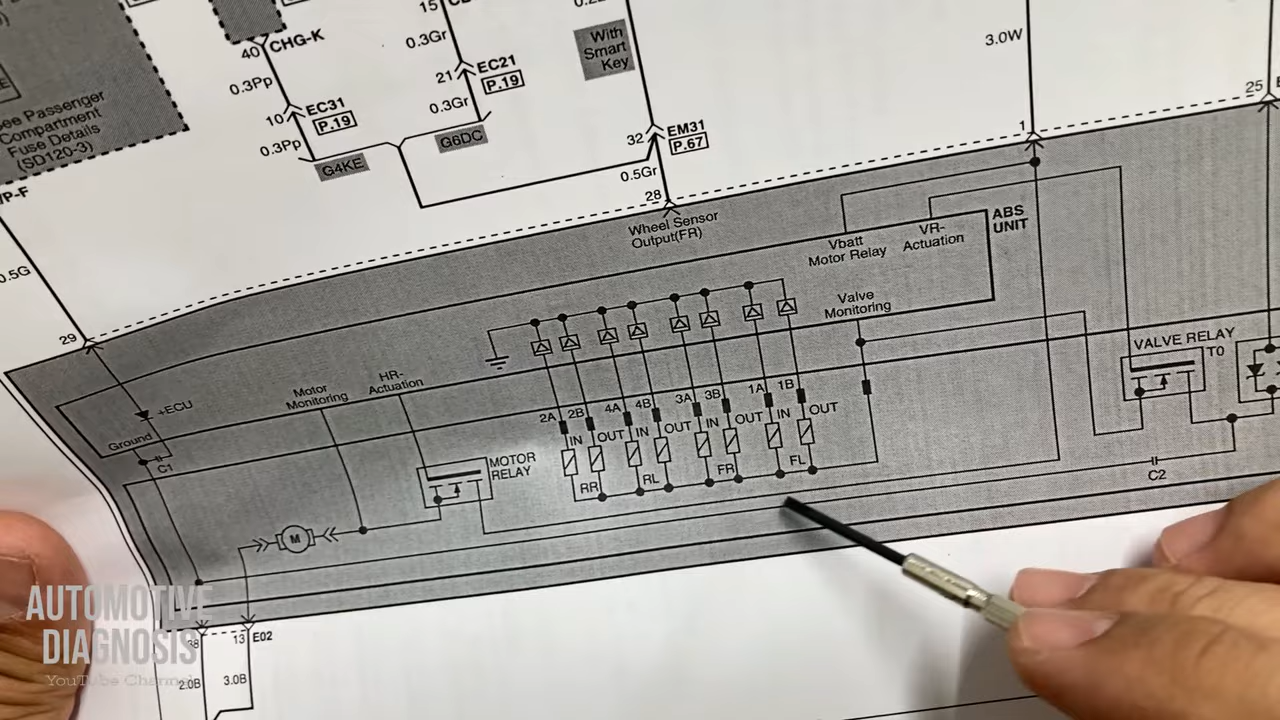 15
40
CHG-K
0.3Gr
With
Smart
Key
3.0W
0.3Pp
21
EC21
P.19
0.3Gr
25
10
EC31
P.19
0.3Pp
G4KE
G6DC
32
EM31
P.67
0.5Gr
28
1
See Passenger
Compartment
Fuse Details
(SD120-3)
Wheel Sensor
Output(FR)
Vbatt
Motor Relay
VR-
Actuation
ABS
UNIT
29
Valve
Monitoring
VALVE RELAY
T0
+ECU
Motor
Monitoring
HR-
Actuation
Ground
C1
2A
2B
4A
4B
3A
3B
1A
1B
IN
OUT
IN
OUT
IN
OUT
IN
OUT
RR
RL
FR
FL
MOTOR
RELAY
C2
M
38
13
E02
2.0B
3.0B
AUTOMOTIVE
DIAGNOSIS
YouTube Channel